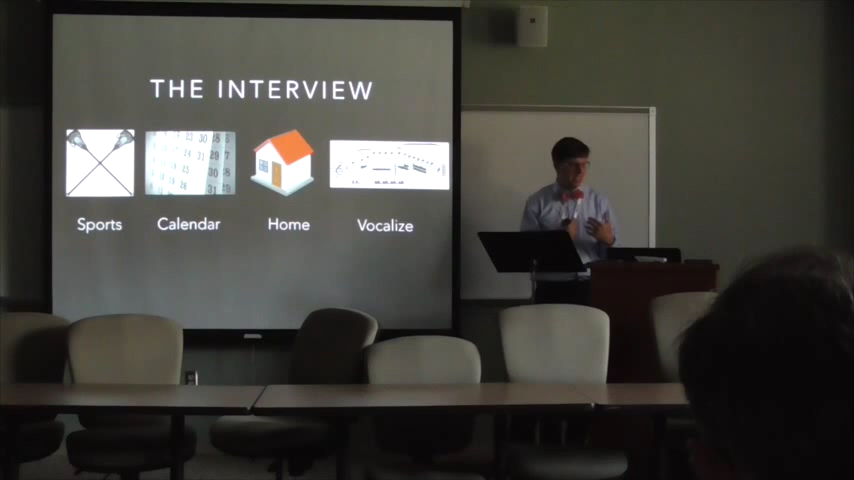 THE INTERVIEW
Sports
Calendar
Home
Vocalize